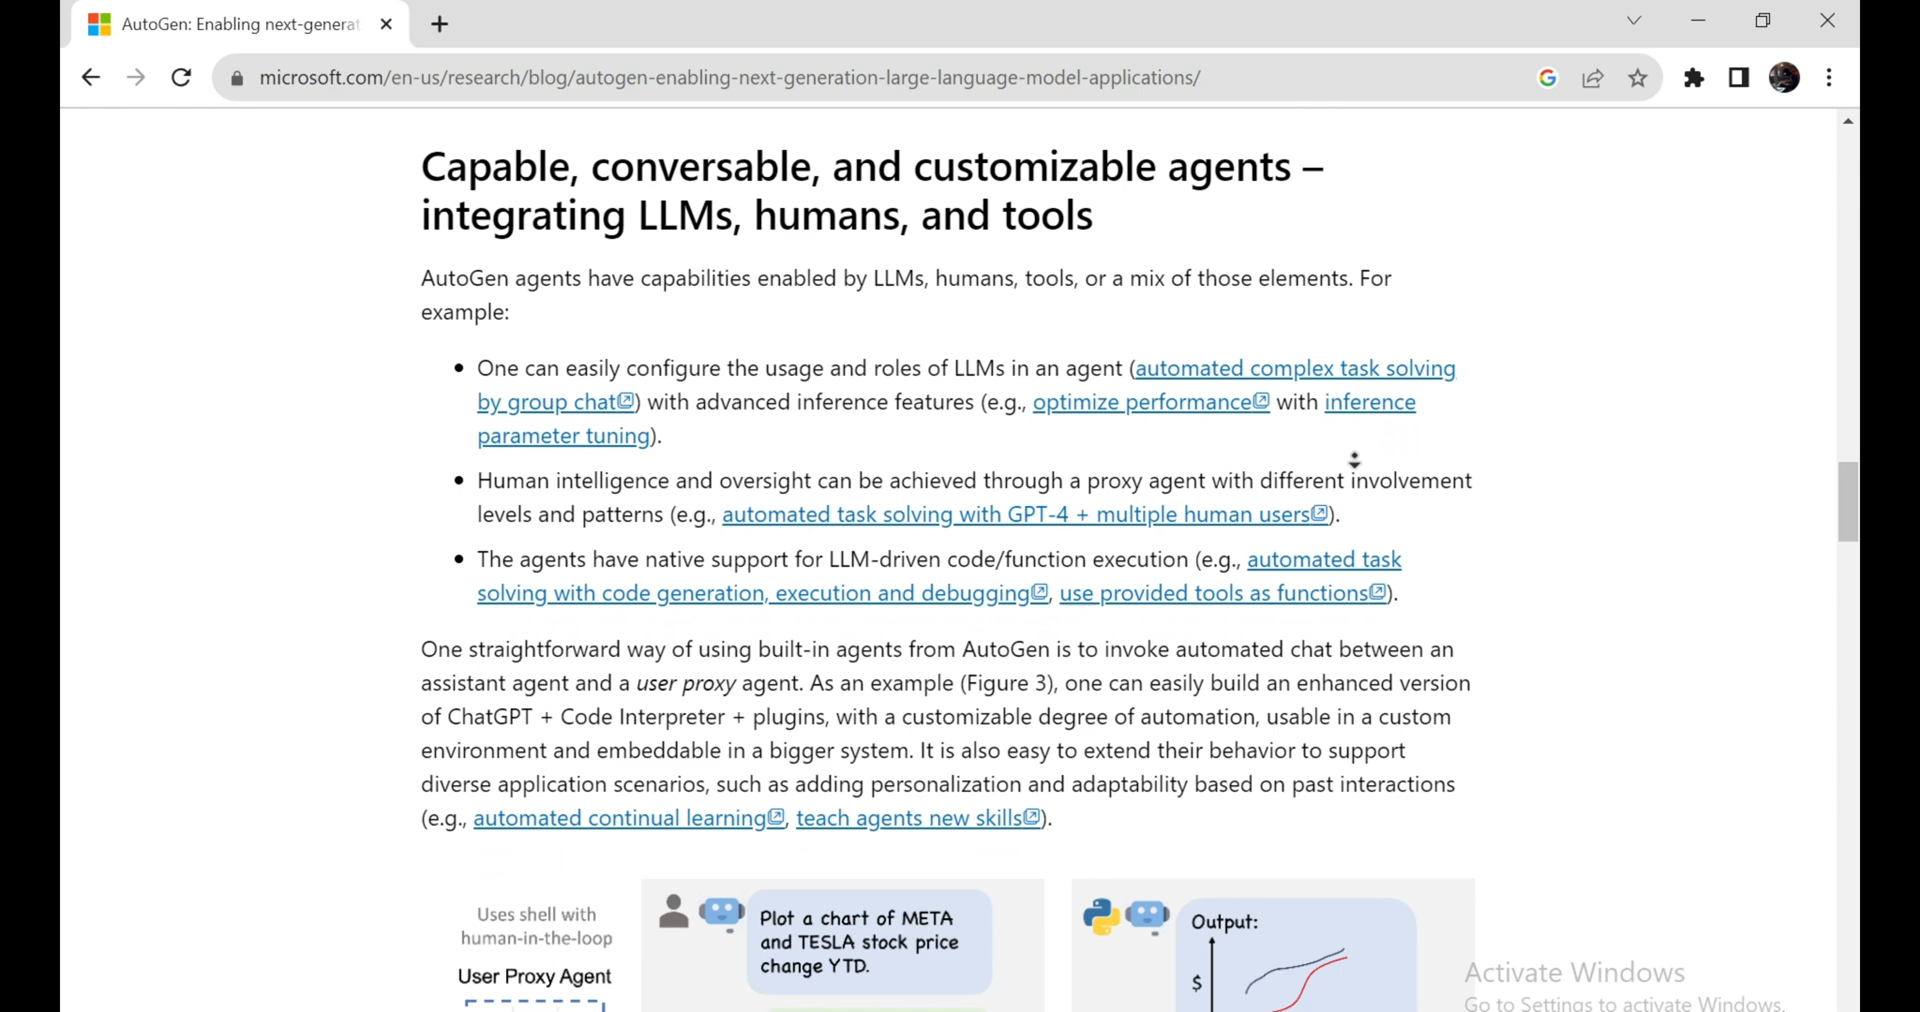 AutoGen: Enabling next-generat
microsoft.com/en-us/research/blog/autogen-enabling-next-generation-large-language-model-applications/
Capable, conversable, and customizable agents –
integrating LLMs, humans, and tools
AutoGen agents have capabilities enabled by LLMs, humans, tools, or a mix of those elements. For
example:
• One can easily configure the usage and roles of LLMs in an agent (automated complex task solving
by group chat) with advanced inference features (e.g., optimize performance with inference
parameter tuning).
• Human intelligence and oversight can be achieved through a proxy agent with different involvement
levels and patterns (e.g., automated task solving with GPT-4 + multiple human users).
• The agents have native support for LLM-driven code/function execution (e.g., automated task
solving with code generation, execution and debugging, use provided tools as functions).
One straightforward way of using built-in agents from AutoGen is to invoke automated chat between an
assistant agent and a user proxy agent. As an example (Figure 3), one can easily build an enhanced version
of ChatGPT + Code Interpreter + plugins, with a customizable degree of automation, usable in a custom
environment and embeddable in a bigger system. It is also easy to extend their behavior to support
diverse application scenarios, such as adding personalization and adaptability based on past interactions
(e.g., automated continual learning, teach agents new skills).
Uses shell with
human-in-the-loop
User Proxy Agent
Plot a chart of META
and TESLA stock price
change YTD.
Output:
$
Activate Windows
Go to Settings to activate Windows.